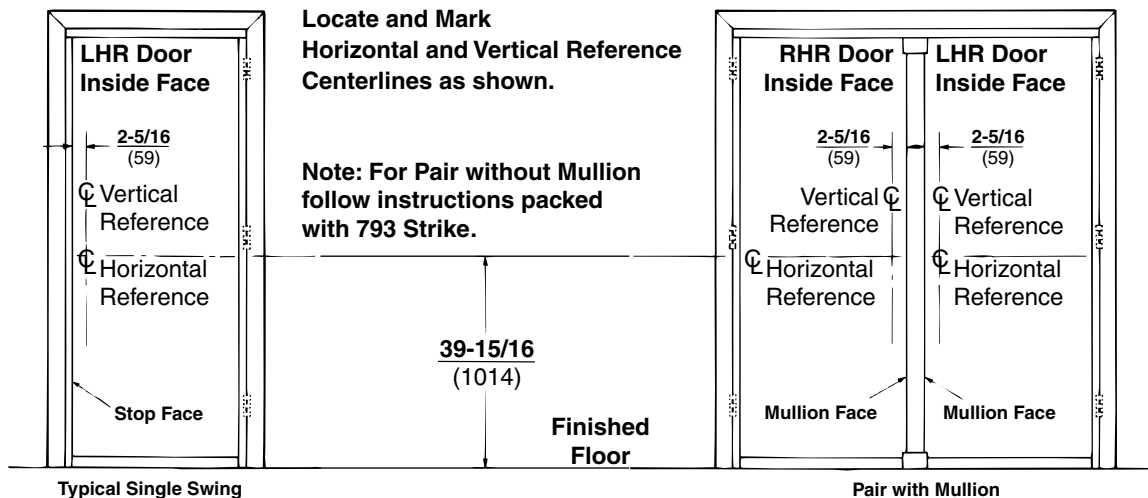 Locate and Mark
Horizontal and Vertical Reference
Centerlines as shown.
Note: For Pair without Mullion
follow instructions packed
with 793 Strike.
LHR Door
Inside Face
2-5/16
(59)
℄ Vertical
Reference
℄ Horizontal
Reference
Stop Face
Typical Single Swing
39-15/16
(1014)
Finished
Floor
RHR Door
Inside Face
2-5/16
(59)
Vertical ℄
Reference
℄ Horizontal
Reference
Mullion Face
LHR Door
Inside Face
2-5/16
(59)
℄ Vertical
Reference
℄ Horizontal
Reference
Mullion Face
Pair with Mullion